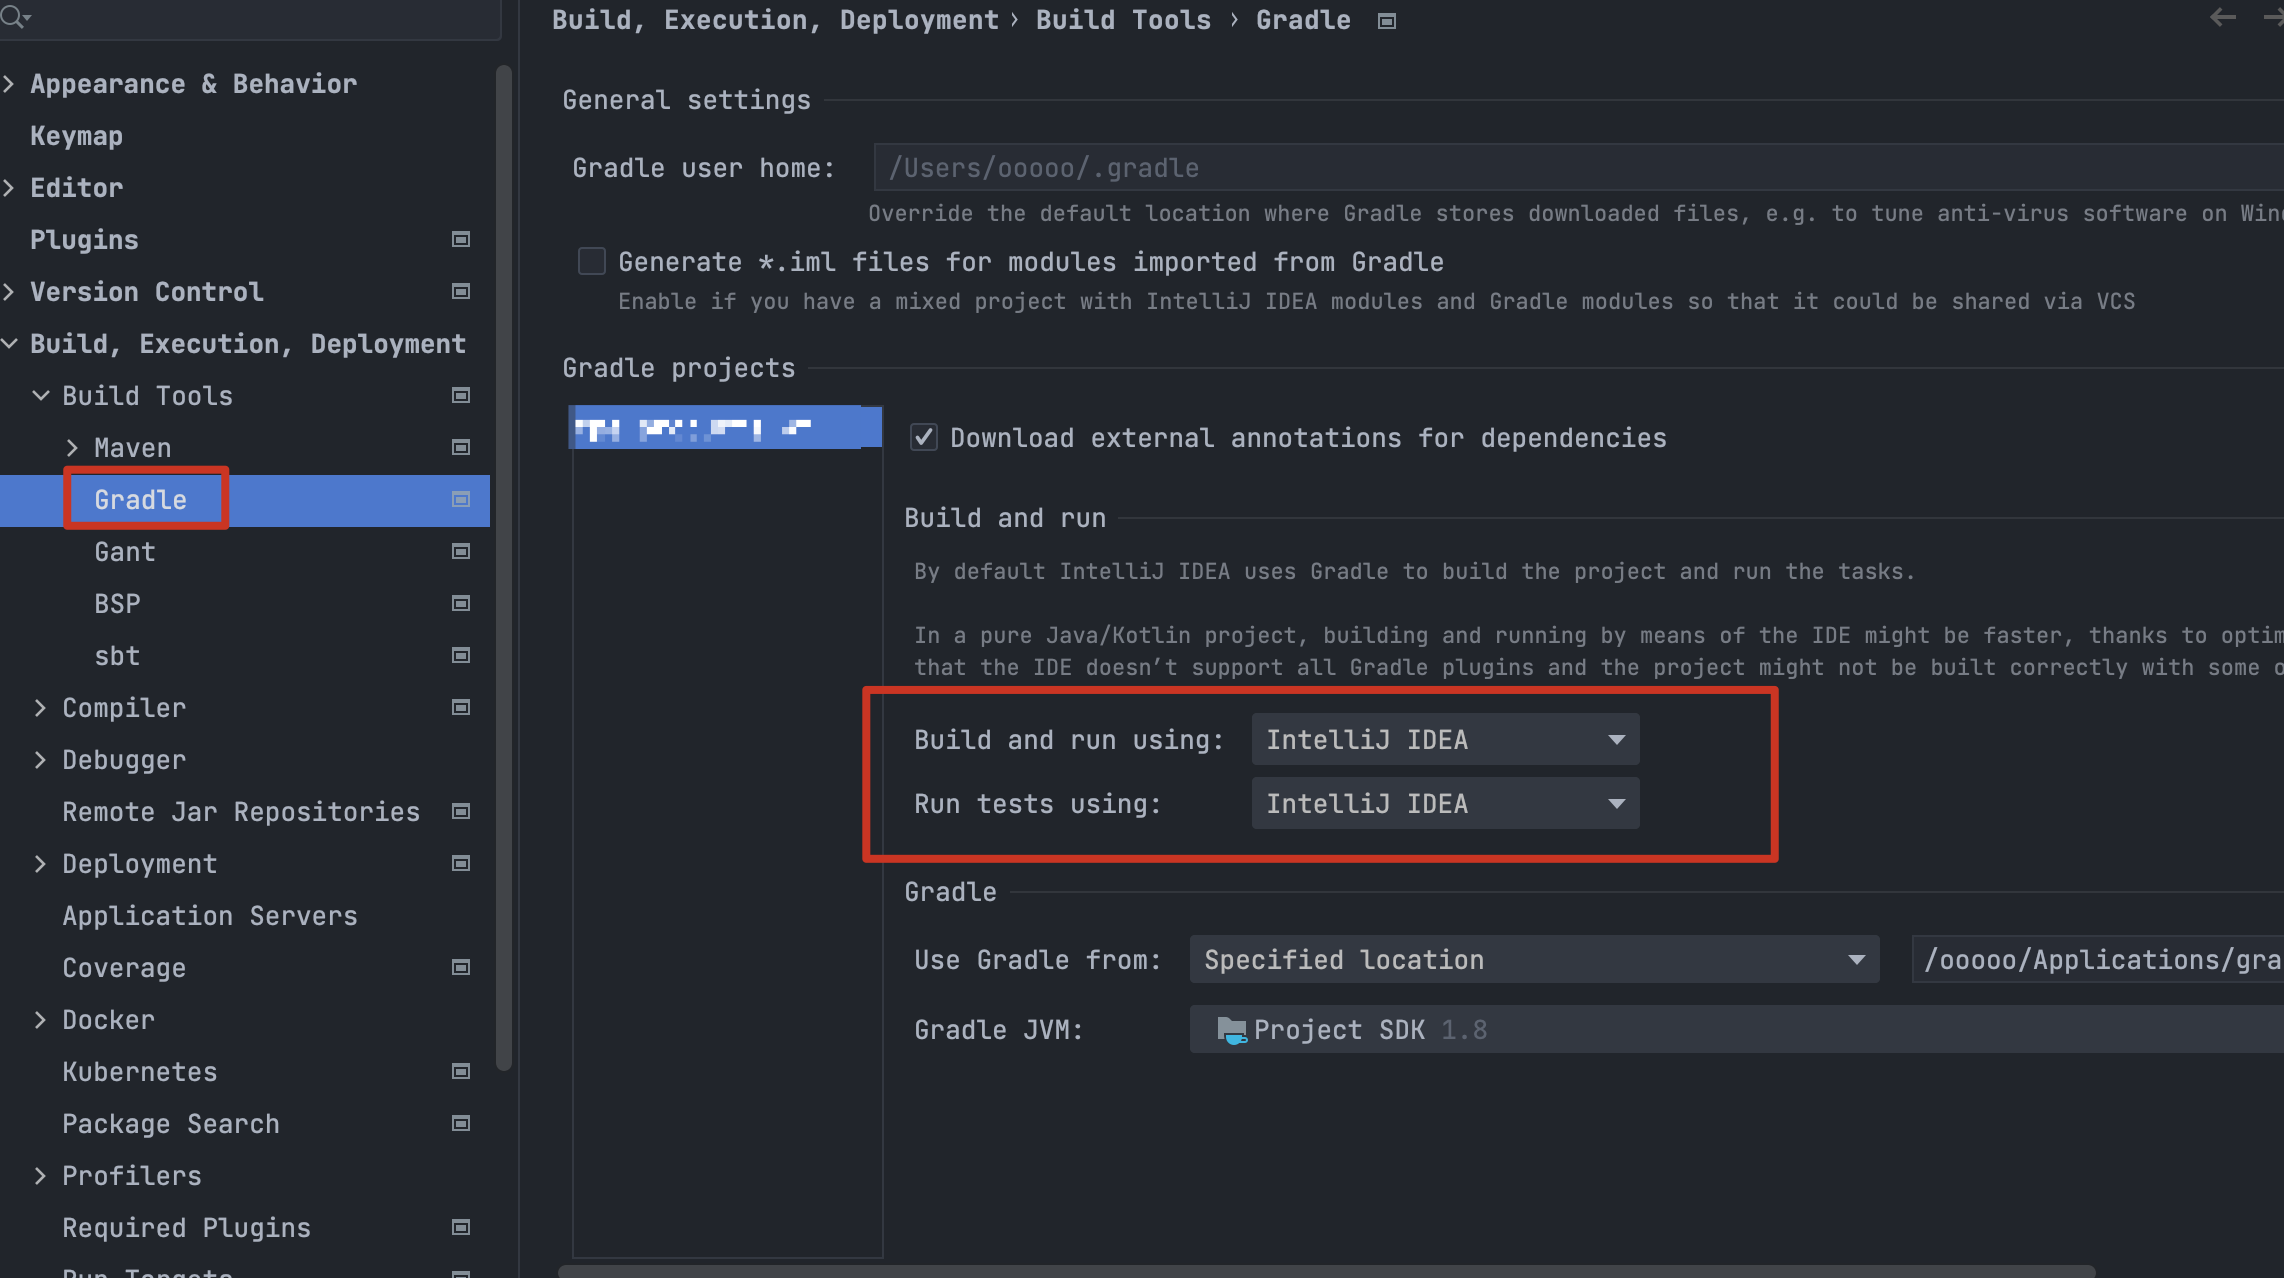 Appearance & Behavior
Keymap
Editor
Plugins
Version Control
Build, Execution, Deployment
Build Tools
Maven
Gradle
Gant
BSP
sbt
Compiler
Debugger
Remote Jar Repositories
Deployment
Application Servers
Coverage
Docker
Kubernetes
Package Search
Profilers
Required Plugins
Run Targets
Build, Execution, Deployment › Build Tools › Gradle
General settings
Gradle user home: /Users/ooooo/.gradle
Override the default location where Gradle stores downloaded files, e.g. to tune anti-virus software on Win
Generate *.iml files for modules imported from Gradle
Enable if you have a mixed project with IntelliJ IDEA modules and Gradle modules so that it could be shared via VCS
Gradle projects
Download external annotations for dependencies
Build and run
By default IntelliJ IDEA uses Gradle to build the project and run the tasks.
In a pure Java/Kotlin project, building and running by means of the IDE might be faster, thanks to optim
that the IDE doesn’t support all Gradle plugins and the project might not be built correctly with some o
Build and run using: IntelliJ IDEA
Run tests using: IntelliJ IDEA
Gradle
Use Gradle from: Specified location /ooooo/Applications/gra
Gradle JVM: Project SDK 1.8